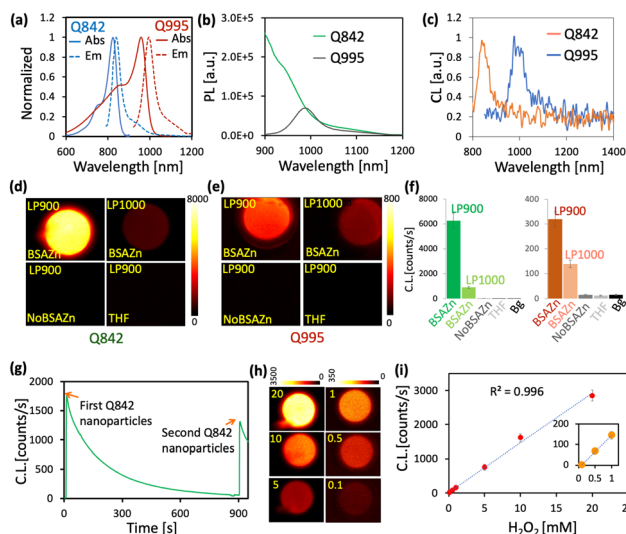 (a)
Q842
Q995
Abs
Em
Abs
Em
Normalized
1.2
1
0.8
0.6
0.4
0.2
0
600
800
1000
1200
Wavelength [nm]
(b)
Q842
Q995
PL [a.u.]
3.0E+5
2.0E+5
1.0E+5
0.0E+0
900
1000
1100
1200
Wavelength [nm]
(c)
Q842
Q995
CL [a.u.]
1.2
1
0.8
0.6
0.4
0.2
0
800
1000
1200
1400
Wavelength [nm]
(d)
LP900
BSAZn
LP1000
BSAZn
LP900
NoBSAZn
LP900
THF
8000
0
Q842
(e)
LP900
BSAZn
LP1000
BSAZn
LP900
NoBSAZn
LP900
THF
800
0
Q995
(f)
C.L.[counts/s]
8000
6000
4000
2000
0
LP900
LP1000
BSAZn
BSAZn
NoBSAZn
THF
Bg
400
300
200
100
0
LP900
LP1000
BSAZn
BSAZn
NoBSAZn
THF
Bg
(g)
C.L.[counts/s]
2000
1500
1000
500
0
First Q842
nanoparticles
Second Q842
nanoparticles
0
300
600
900
Time [s]
(h)
3500
0
350
0
20
1
10
0.5
5
0.1
(i)
C.L.[counts/s]
3000
2000
1000
0
R² = 0.996
200
100
0
0
0.5
1
0
5
10
15
20
25
H₂O₂ [mM]